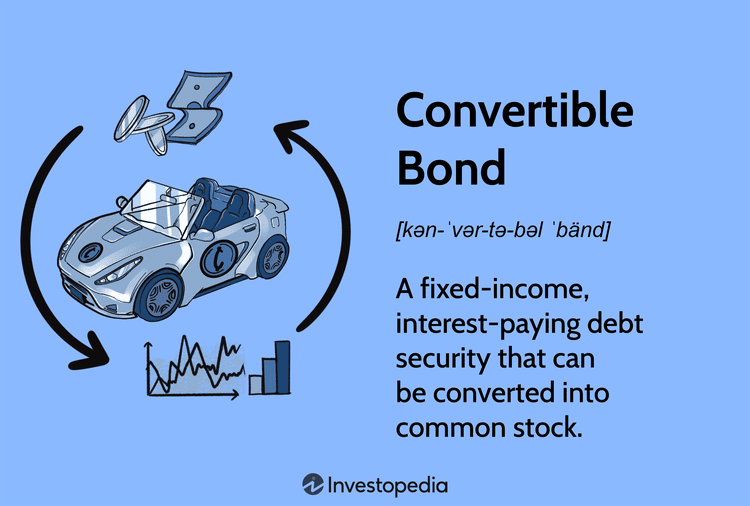 Convertible
Bond
[kən-ˈvər-tə-bəl ˈbänd]
A fixed-income,
interest-paying debt
security that can
be converted into
common stock.
Investopedia